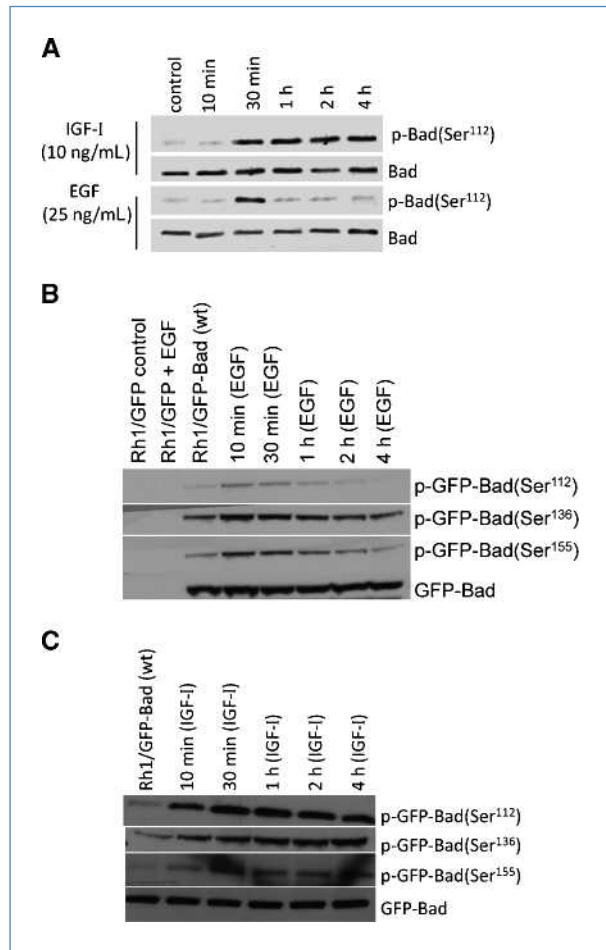 A
control
10 min
30 min
1 h
2 h
4 h
IGF-I
(10 ng/mL)
p-Bad(Ser¹¹²)
Bad
EGF
(25 ng/mL)
p-Bad(Ser¹¹²)
Bad
B
Rh1/GFP control
Rh1/GFP + EGF
Rh1/GFP-Bad (wt)
10 min (EGF)
30 min (EGF)
1 h (EGF)
2 h (EGF)
4 h (EGF)
p-GFP-Bad(Ser¹¹²)
p-GFP-Bad(Ser¹³⁶)
p-GFP-Bad(Ser¹⁵⁵)
GFP-Bad
C
Rh1/GFP-Bad (wt)
10 min (IGF-I)
30 min (IGF-I)
1 h (IGF-I)
2 h (IGF-I)
4 h (IGF-I)
p-GFP-Bad(Ser¹¹²)
p-GFP-Bad(Ser¹³⁶)
p-GFP-Bad(Ser¹⁵⁵)
GFP-Bad